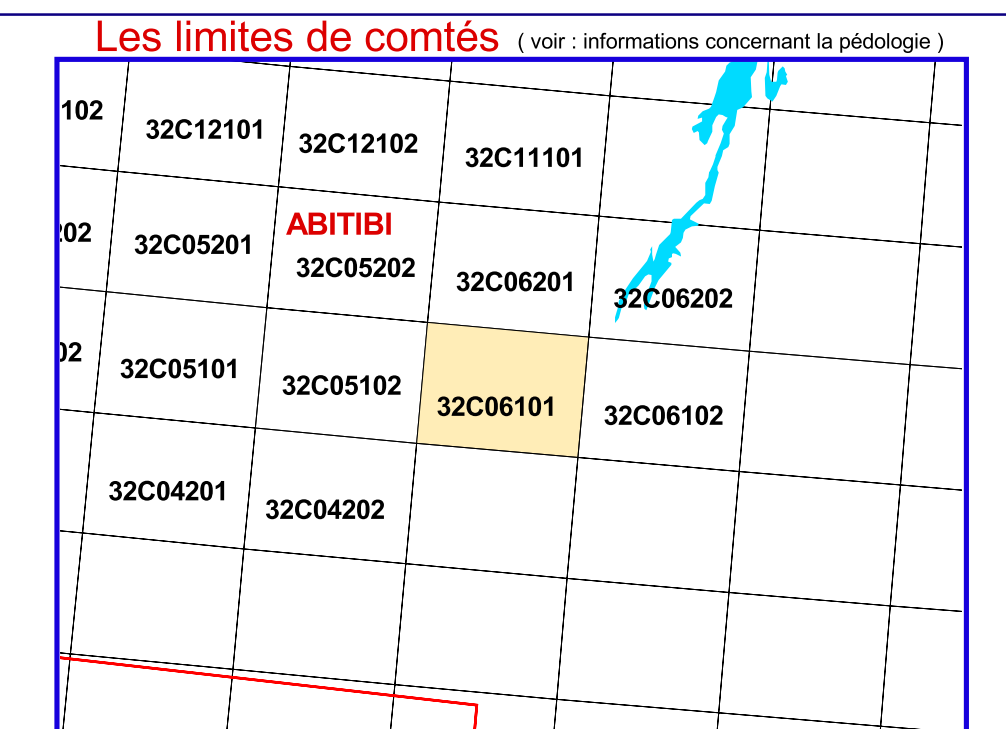 Les limites de comtés ( voir : informations concernant la pédologie )
102
32C12101
32C12102
32C11101
ABITIBI
202
32C05201
32C05202
32C06201
32C06202
02
32C05101
32C05102
32C06101
32C06102
32C04201
32C04202